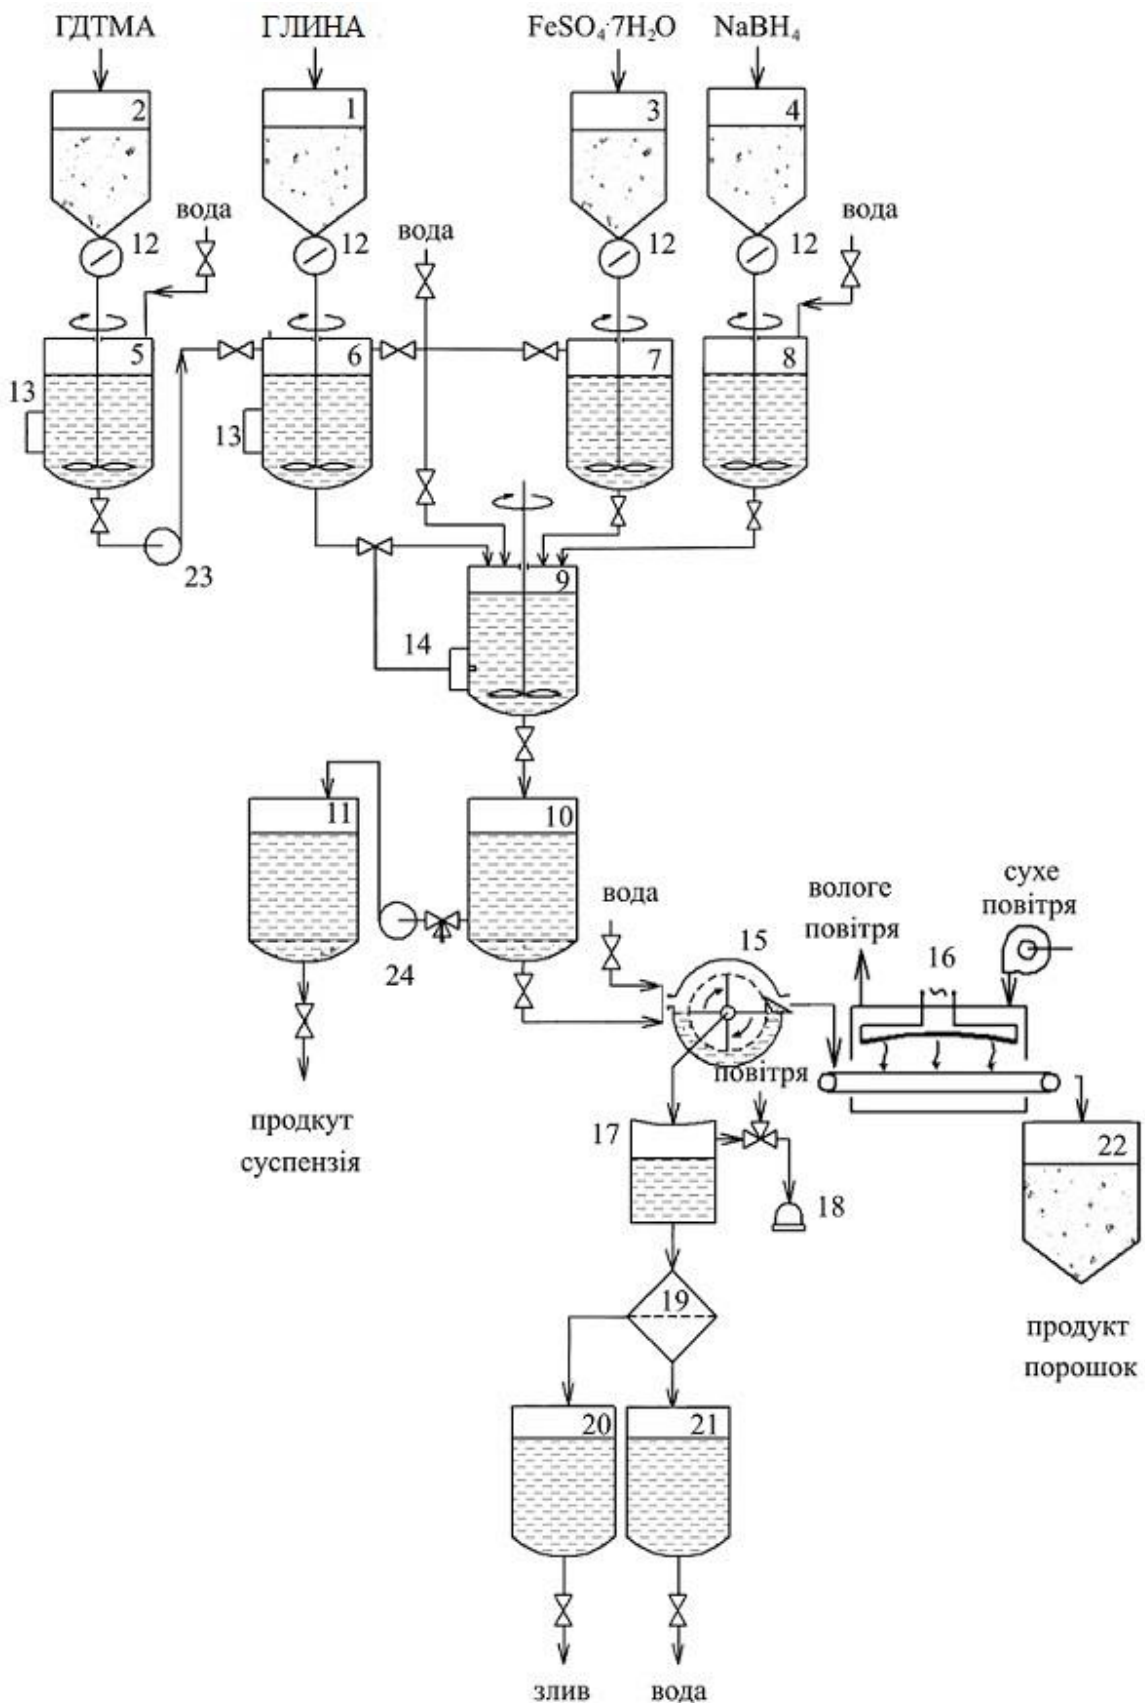 ГДТМА
ГЛИНА
FeSO₄·7H₂O
NaBH₄
2
1
3
4
вода
12
12
вода
12
12
вода
5
6
7
8
13
13
23
9
14
11
10
24
вода
15
вологе
повітря
сухе
повітря
16
повітря
продкут
суспензія
17
18
22
19
продукт
порошок
20
21
злив
вода